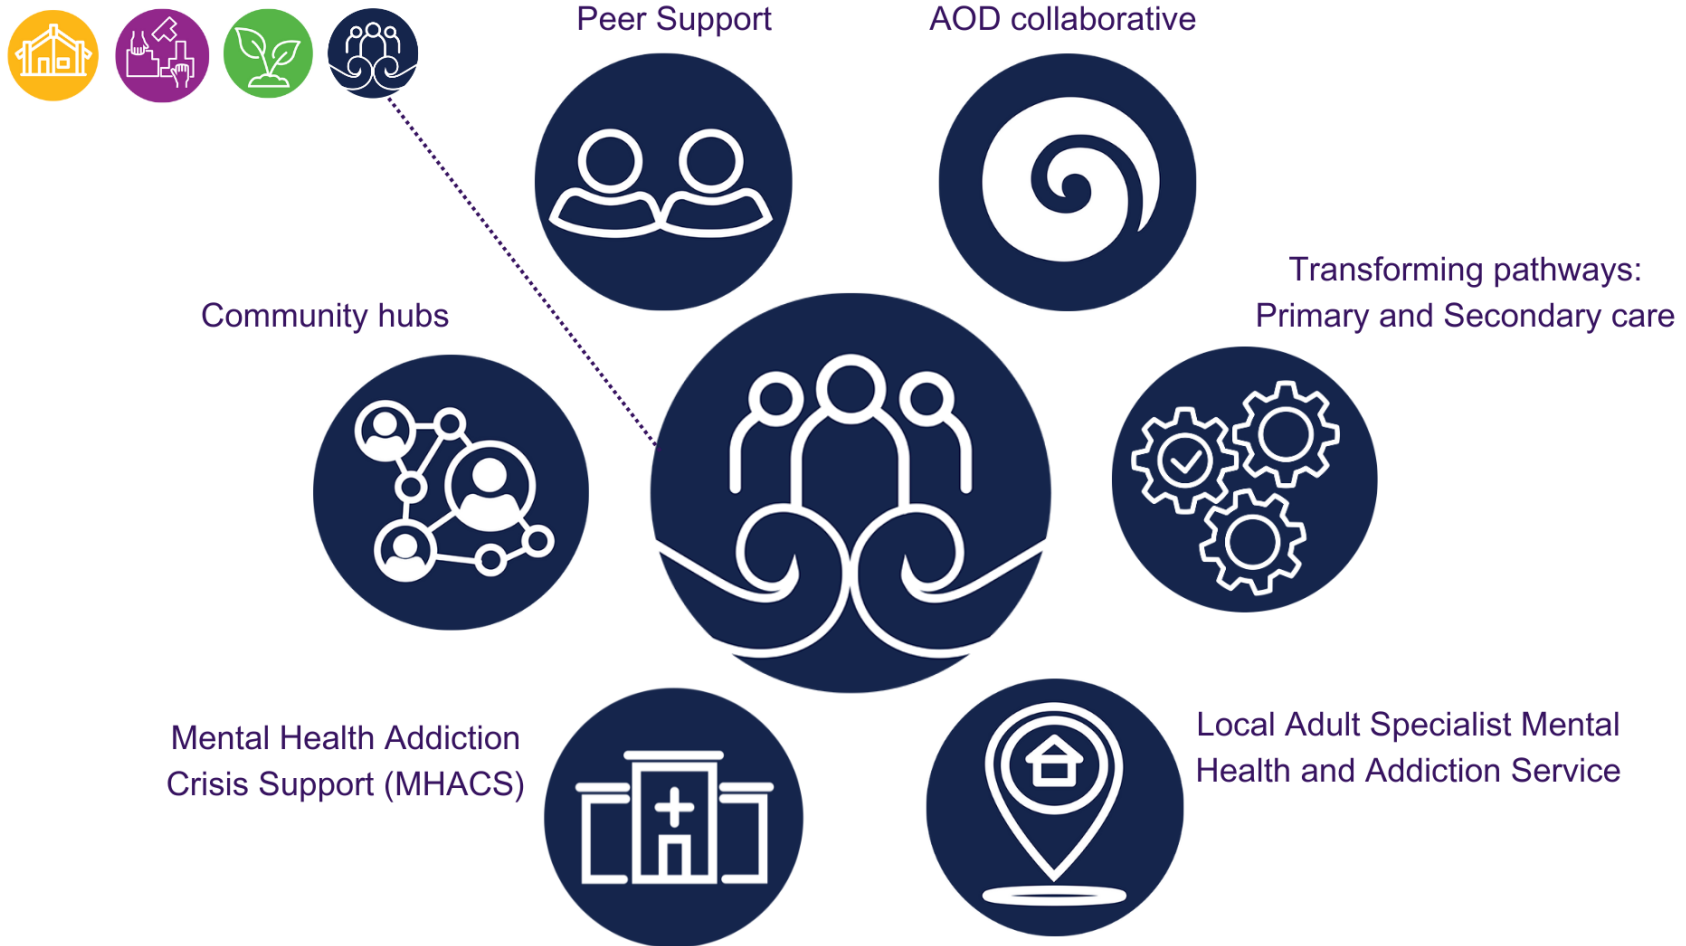 Peer Support
AOD collaborative
Transforming pathways:
Primary and Secondary care
Community hubs
Mental Health Addiction
Crisis Support (MHACS)
Local Adult Specialist Mental
Health and Addiction Service